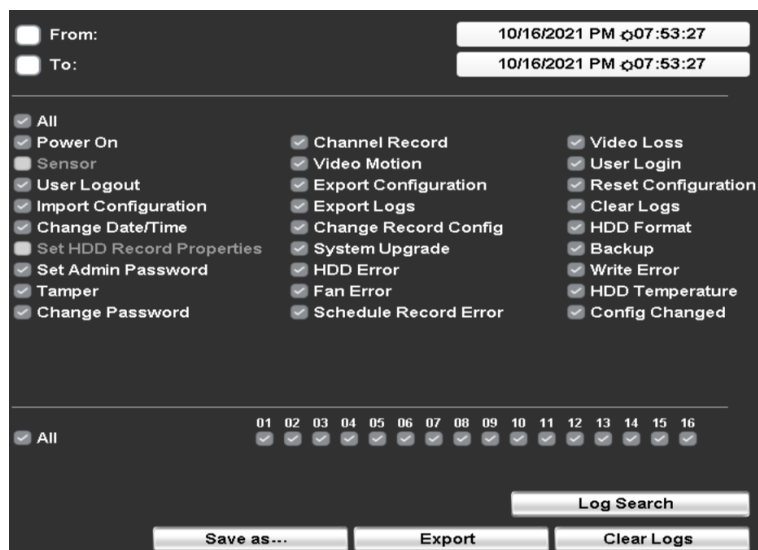 From: 10/16/2021 PM 07:53:27
To: 10/16/2021 PM 07:53:27
All
Power On Channel Record Video Loss
Sensor Video Motion User Login
User Logout Export Configuration Reset Configuration
Import Configuration Export Logs Clear Logs
Change Date/Time Change Record Config HDD Format
Set HDD Record Properties System Upgrade Backup
Set Admin Password HDD Error Write Error
Tamper Fan Error HDD Temperature
Change Password Schedule Record Error Config Changed
01 02 03 04 05 06 07 08 09 10 11 12 13 14 15 16
All
Log Search
Save as... Export Clear Logs